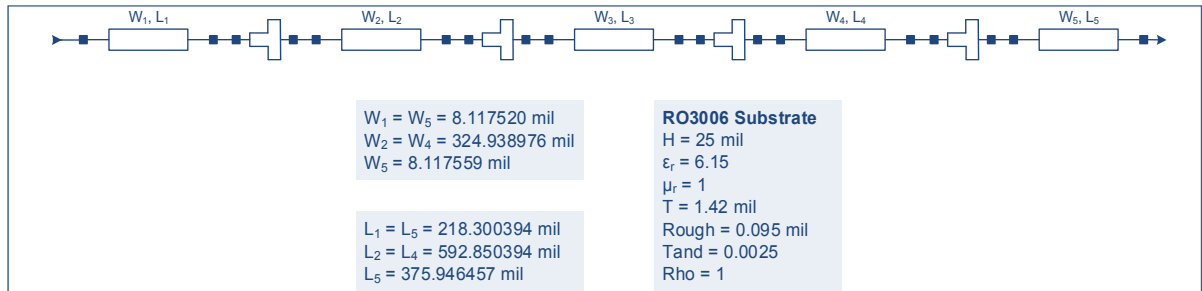 W₁, L₁
W₂, L₂
W₃, L₃
W₄, L₄
W₅, L₅
W₁ = W₅ = 8.117520 mil
W₂ = W₄ = 324.938976 mil
W₅ = 8.117559 mil
L₁ = L₅ = 218.300394 mil
L₂ = L₄ = 592.850394 mil
L₅ = 375.946457 mil
RO3006 Substrate
H = 25 mil
εᵣ = 6.15
µᵣ = 1
T = 1.42 mil
Rough = 0.095 mil
Tand = 0.0025
Rho = 1